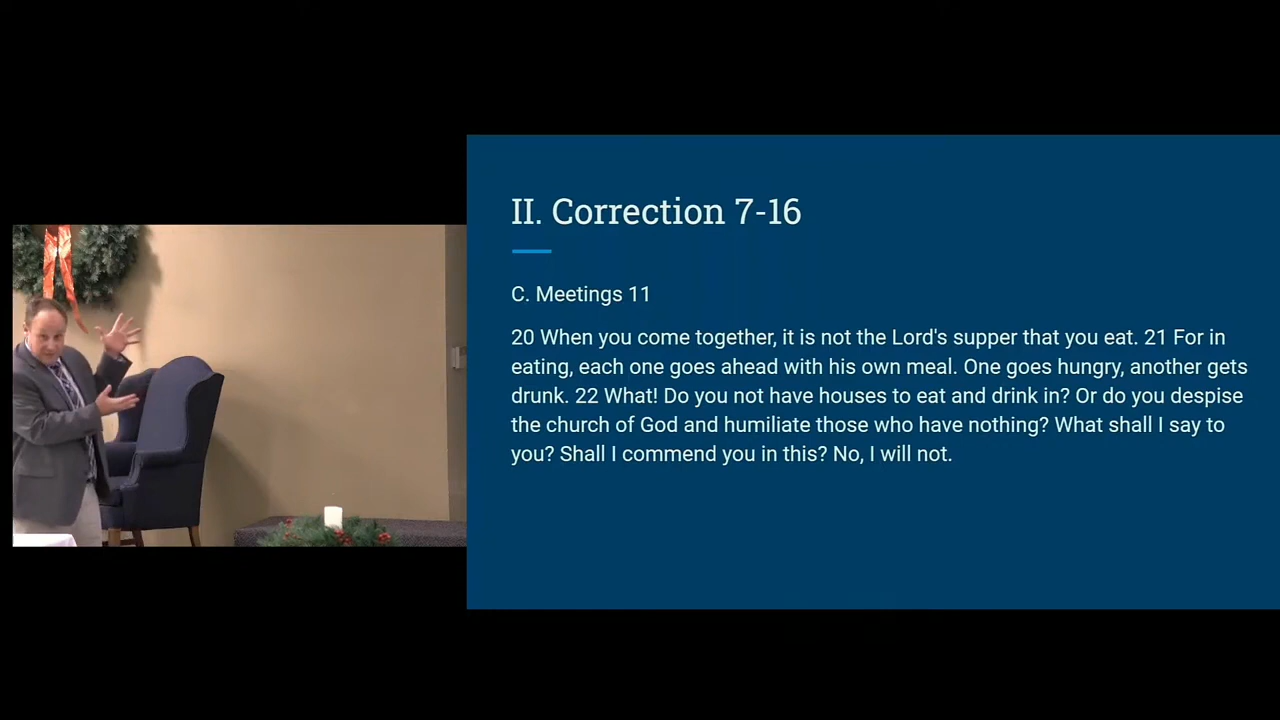 II. Correction 7-16
C. Meetings 11
20 When you come together, it is not the Lord's supper that you eat. 21 For in
eating, each one goes ahead with his own meal. One goes hungry, another gets
drunk. 22 What! Do you not have houses to eat and drink in? Or do you despise
the church of God and humiliate those who have nothing? What shall I say to
you? Shall I commend you in this? No, I will not.